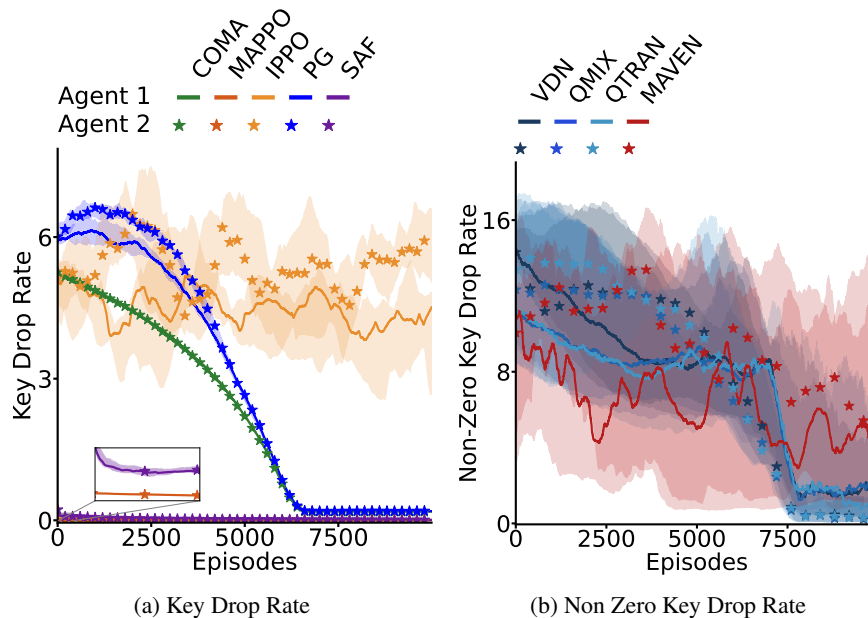 COMA MAPPO IPPO PG SAF
Agent 1
Agent 2
Key Drop Rate
6
3
0
0 2500 5000 7500
Episodes
(a) Key Drop Rate
VDN QMIX QTRAN MAVEN
Non-Zero Key Drop Rate
16
8
0
0 2500 5000 7500
Episodes
(b) Non Zero Key Drop Rate